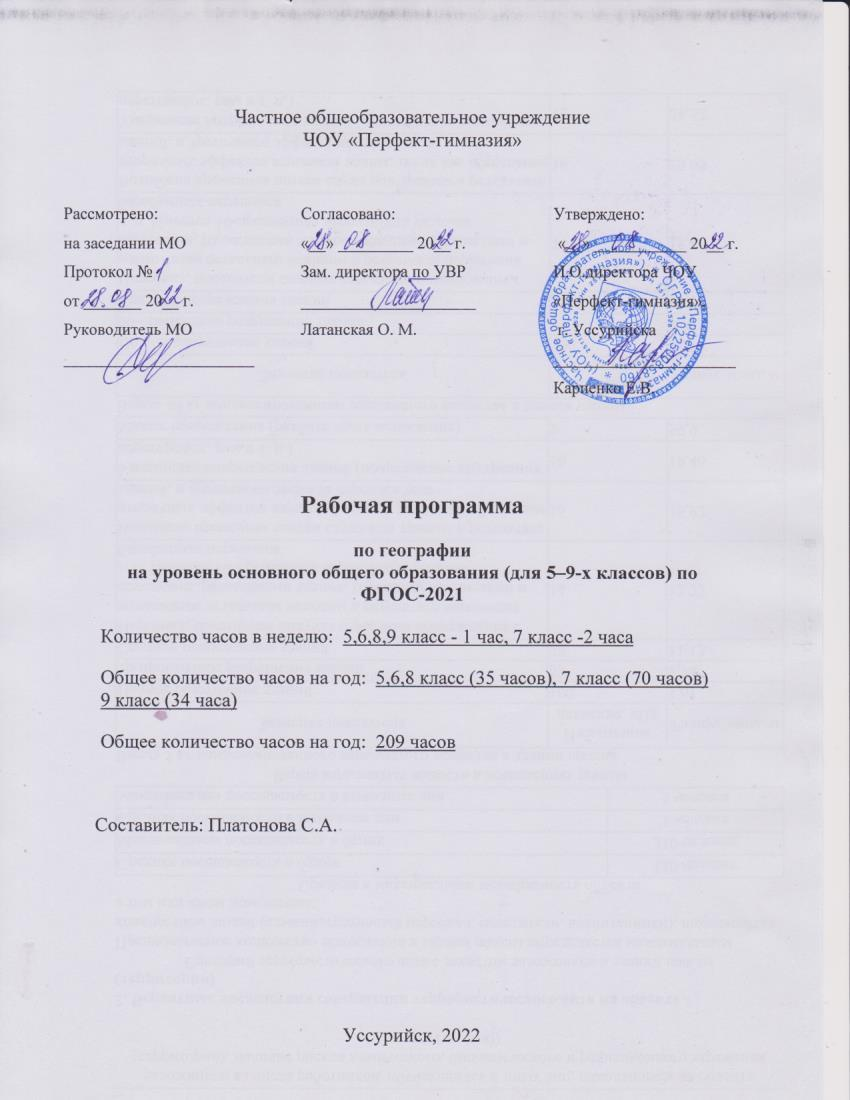 Частное общеобразовательное учреждение
ЧОУ «Перфект-гимназия»
Рассмотрено:
на заседании МО
Протокол № 1
от 28.08 2022 г.
Руководитель МО
Согласовано:
«28» 08 2022 г.
Зам. директора по УВР
Латанская О. М.
Утверждено:
«28» 08 2022 г.
И.О.директора ЧОУ
«Перфект-гимназия»
г. Уссурийска
Карпенко Е.В.
Рабочая программа
по географии
на уровень основного общего образования (для 5–9-х классов) по
ФГОС-2021
Количество часов в неделю: 5,6,8,9 класс - 1 час, 7 класс -2 часа
Общее количество часов на год: 5,6,8 класс (35 часов), 7 класс (70 часов)
9 класс (34 часа)
Общее количество часов на год: 209 часов
Составитель: Платонова С.А.
Уссурийск, 2022